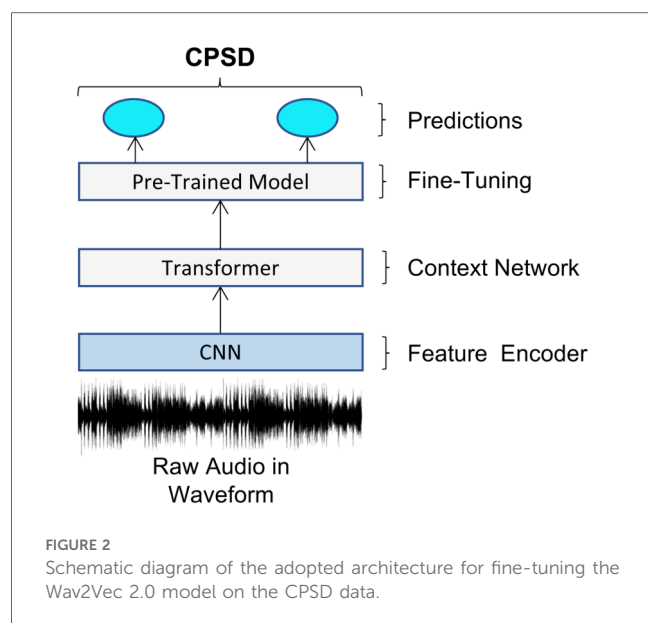 CPSD
Predictions
Pre-Trained Model
Fine-Tuning
Transformer
Context Network
CNN
Feature Encoder
Raw Audio in
Waveform
FIGURE 2
Schematic diagram of the adopted architecture for fine-tuning the
Wav2Vec 2.0 model on the CPSD data.